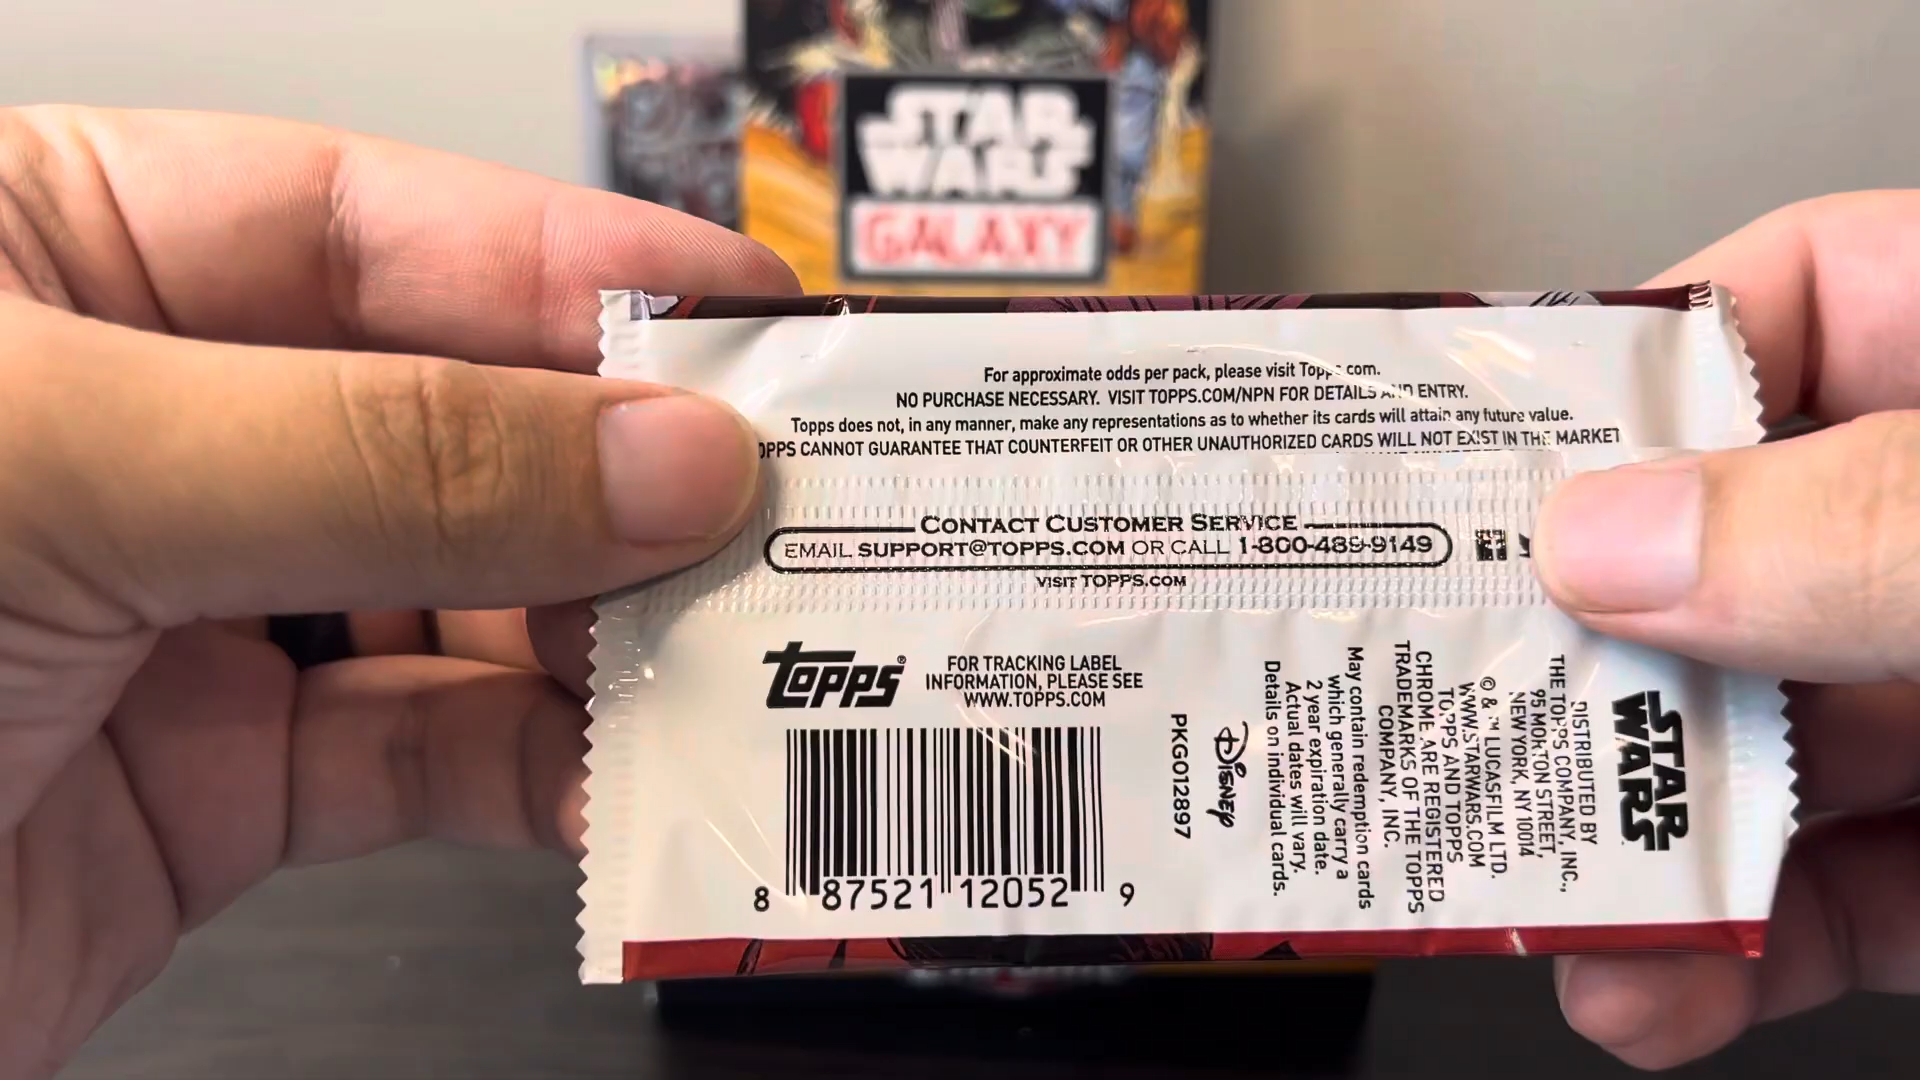 STAR
WARS
GALAXY
For approximate odds per pack, please visit Topps.com.
NO PURCHASE NECESSARY. VISIT TOPPS.COM/NPN FOR DETAILS AND ENTRY.
Topps does not, in any manner, make any representations as to whether its cards will attain any future value.
OPPS CANNOT GUARANTEE THAT COUNTERFEIT OR OTHER UNAUTHORIZED CARDS WILL NOT EXIST IN THE MARKET
CONTACT CUSTOMER SERVICE
EMAIL SUPPORT@TOPPS.COM OR CALL 1-800-489-9149
VISIT TOPPS.COM
TOPPS®
FOR TRACKING LABEL
INFORMATION, PLEASE SEE
WWW.TOPPS.COM
8 87521 12052 9
PKG012897
Disney
May contain redemption cards
which generally carry a
2 year expiration date.
Actual dates will vary.
Details on individual cards.
DISTRIBUTED BY
THE TOPPS COMPANY, INC.,
95 MORTON STREET,
NEW YORK, NY 10014
© & ™ LUCASFILM LTD.
WWW.STARWARS.COM
TOPPS AND TOPPS
CHROME ARE REGISTERED
TRADEMARKS OF THE TOPPS
COMPANY, INC.
STAR
WARS